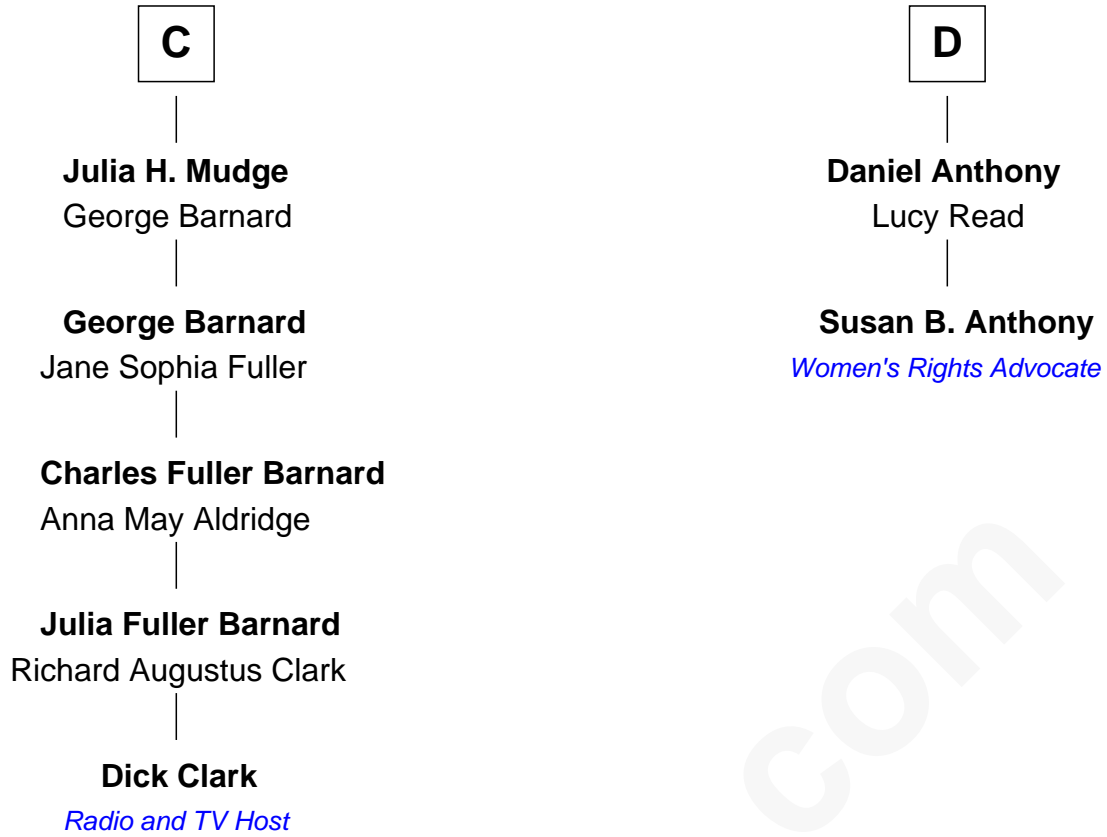 C
Julia H. Mudge
George Barnard
George Barnard
Jane Sophia Fuller
Charles Fuller Barnard
Anna May Aldridge
Julia Fuller Barnard
Richard Augustus Clark
Dick Clark
Radio and TV Host
D
Daniel Anthony
Lucy Read
Susan B. Anthony
Women's Rights Advocate
com